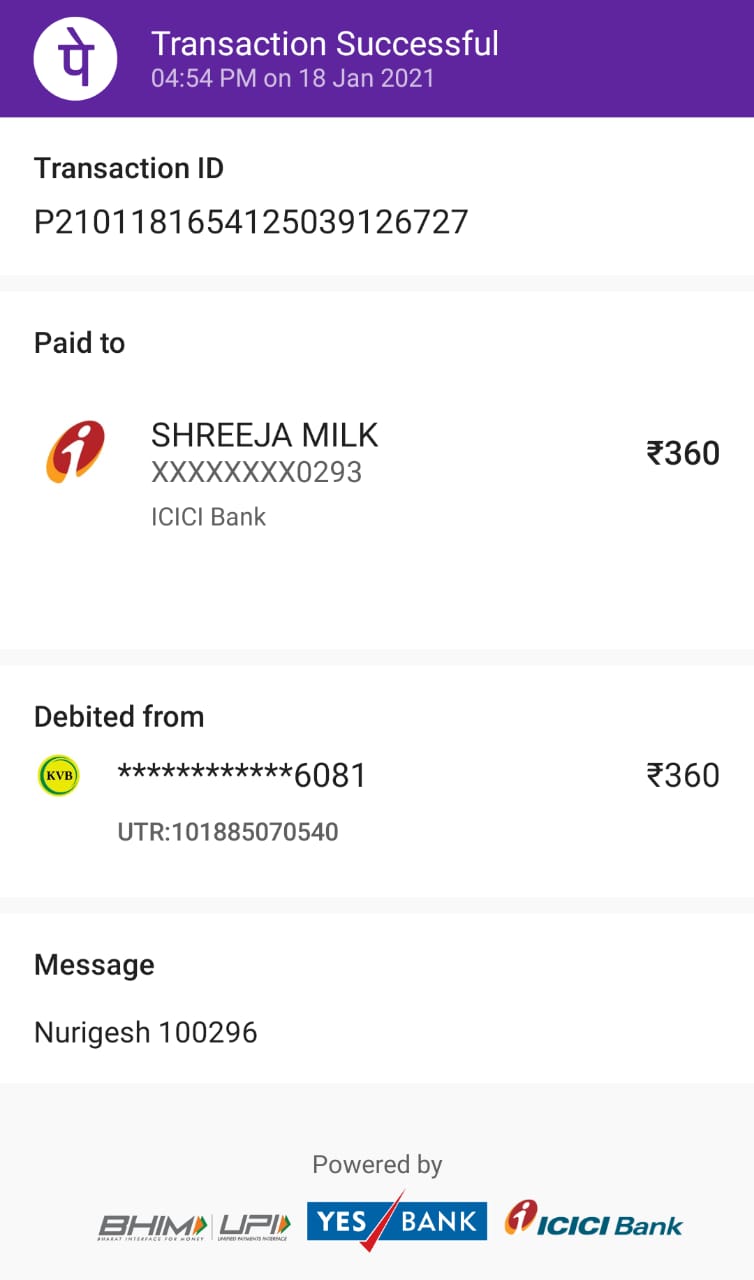 पे
Transaction Successful
04:54 PM on 18 Jan 2021
Transaction ID
P2101181654125039126727
Paid to
SHREEJA MILK
₹360
XXXXXXXX0293
ICICI Bank
Debited from
KVB
************6081
₹360
UTR:101885070540
Message
Nurigesh 100296
Powered by
BHIM UPI YES BANK ICICI Bank
BHARAT INTERFACE FOR MONEY UNIFIED PAYMENTS INTERFACE